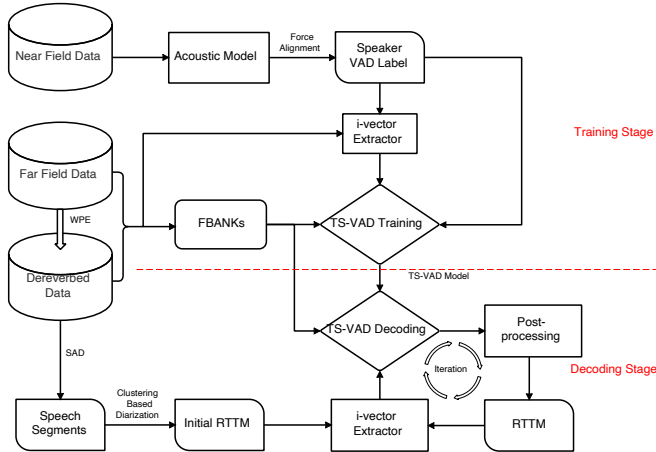 Near Field Data
Acoustic Model
Force
Alignment
Speaker
VAD Label
i-vector
Extractor
Training Stage
Far Field Data
WPE
FBANKs
TS-VAD Training
Dereverbed
Data
TS-VAD Model
TS-VAD Decoding
Post-
processing
SAD
Iteration
Decoding Stage
Clustering
Based
Diarization
Speech
Segments
Initial RTTM
i-vector
Extractor
RTTM